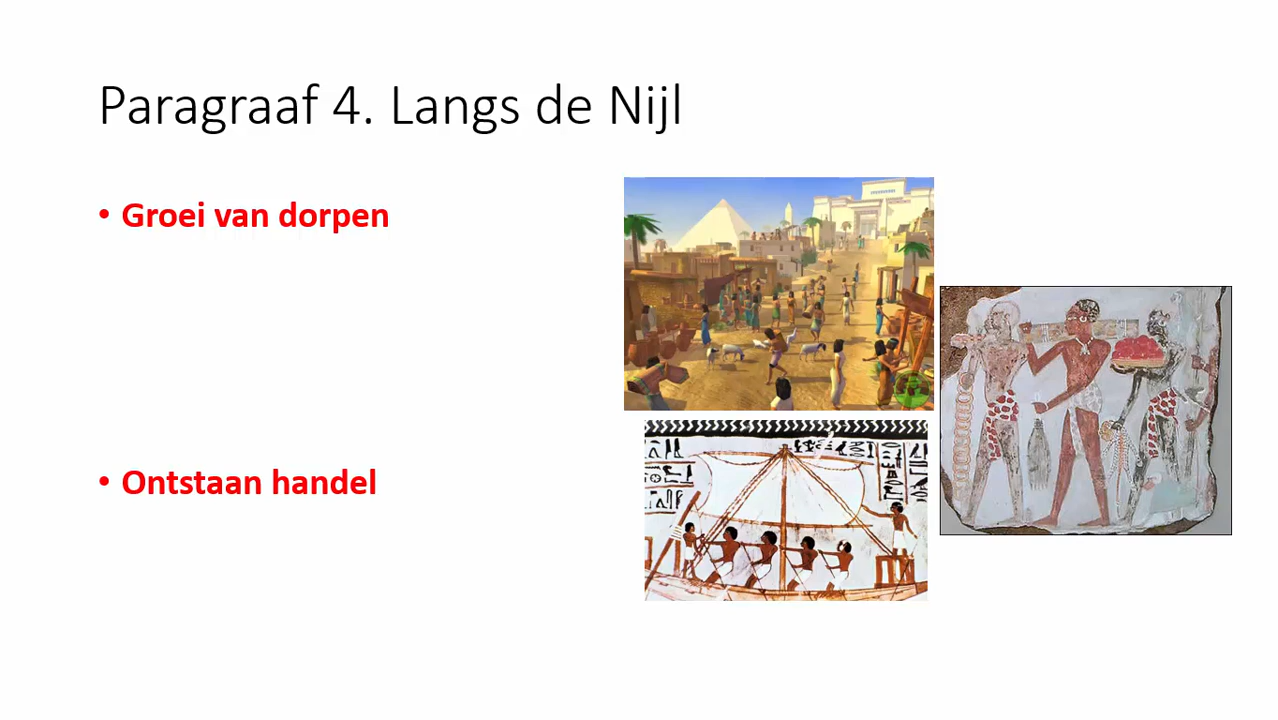 Paragraaf 4. Langs de Nijl
• Groei van dorpen
• Ontstaan handel